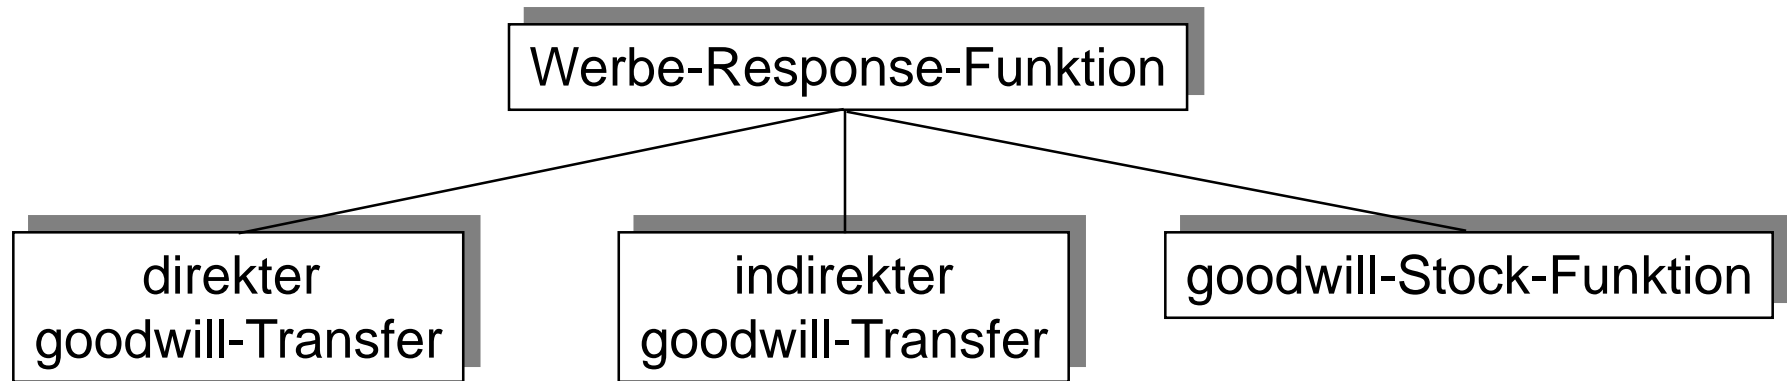 Werbe-Response-Funktion
direkter
goodwill-Transfer
indirekter
goodwill-Transfer
goodwill-Stock-Funktion